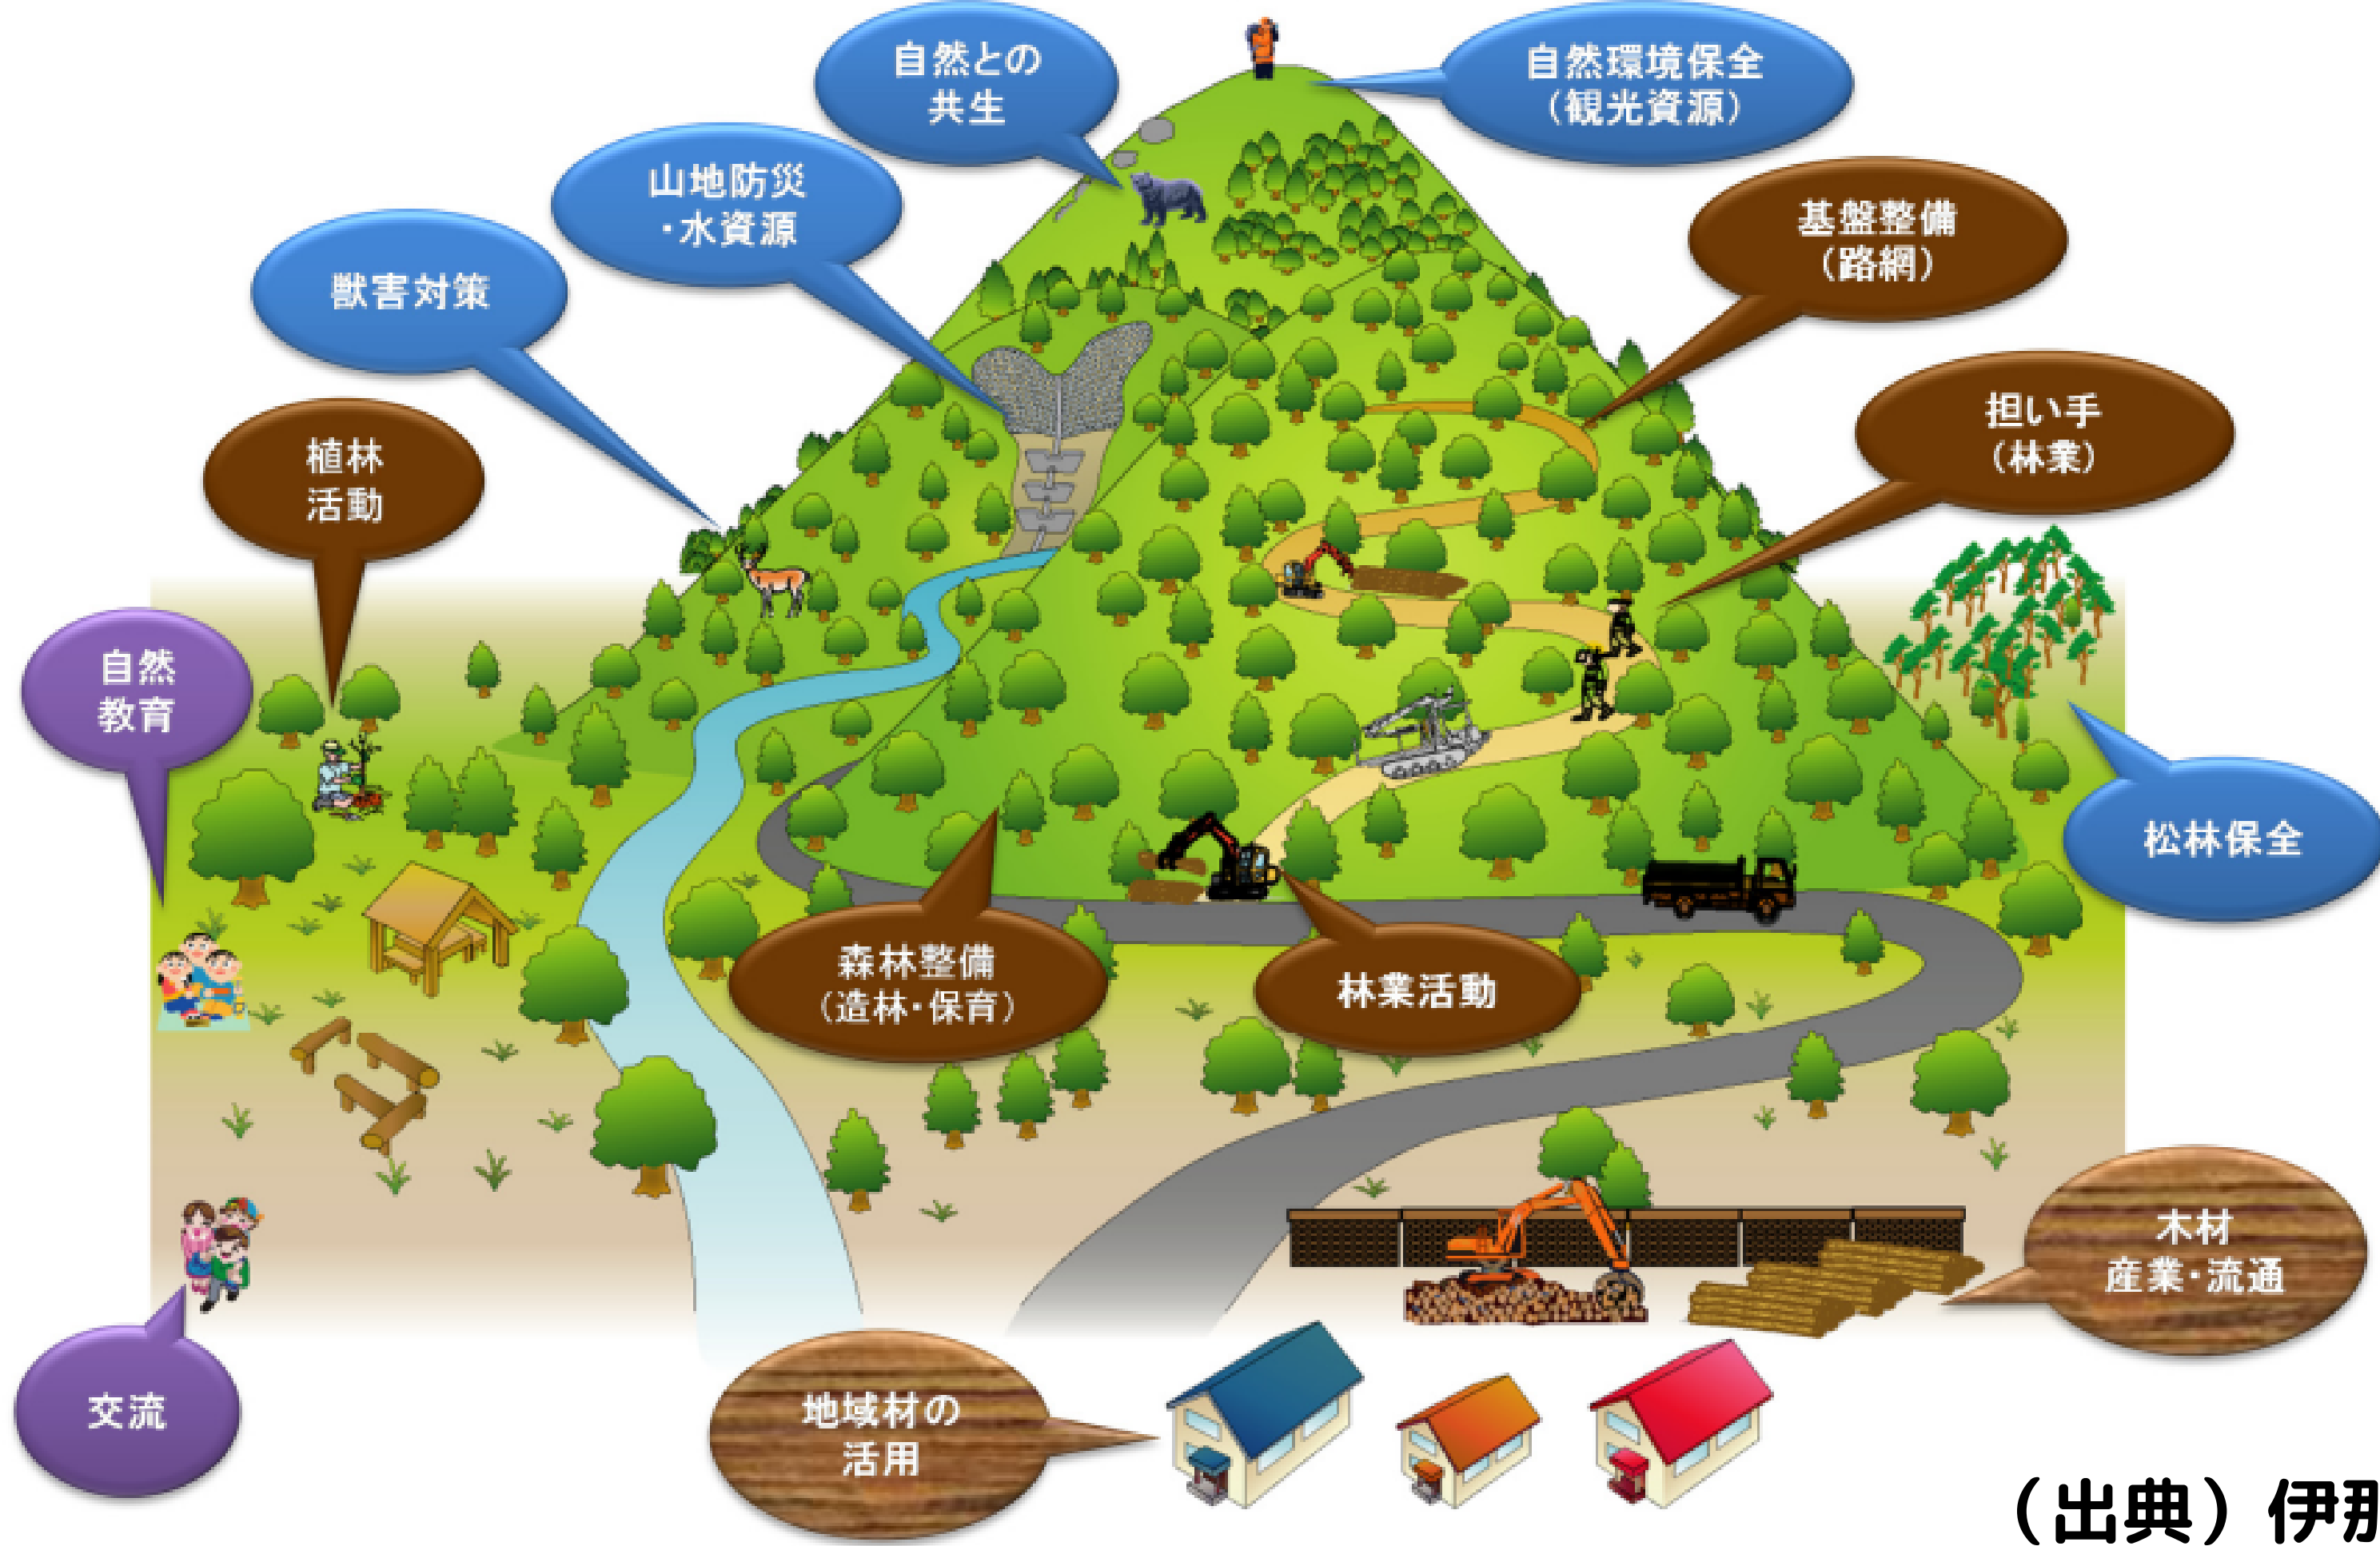 自然との
共生
自然環境保全
（観光資源）
山地防災
・水資源
基盤整備
（路網）
獣害対策
担い手
（林業）
植林
活動
自然
教育
松林保全
森林整備
（造林・保育）
林業活動
木材
産業・流通
地域材の
活用
交流
（出典）伊那